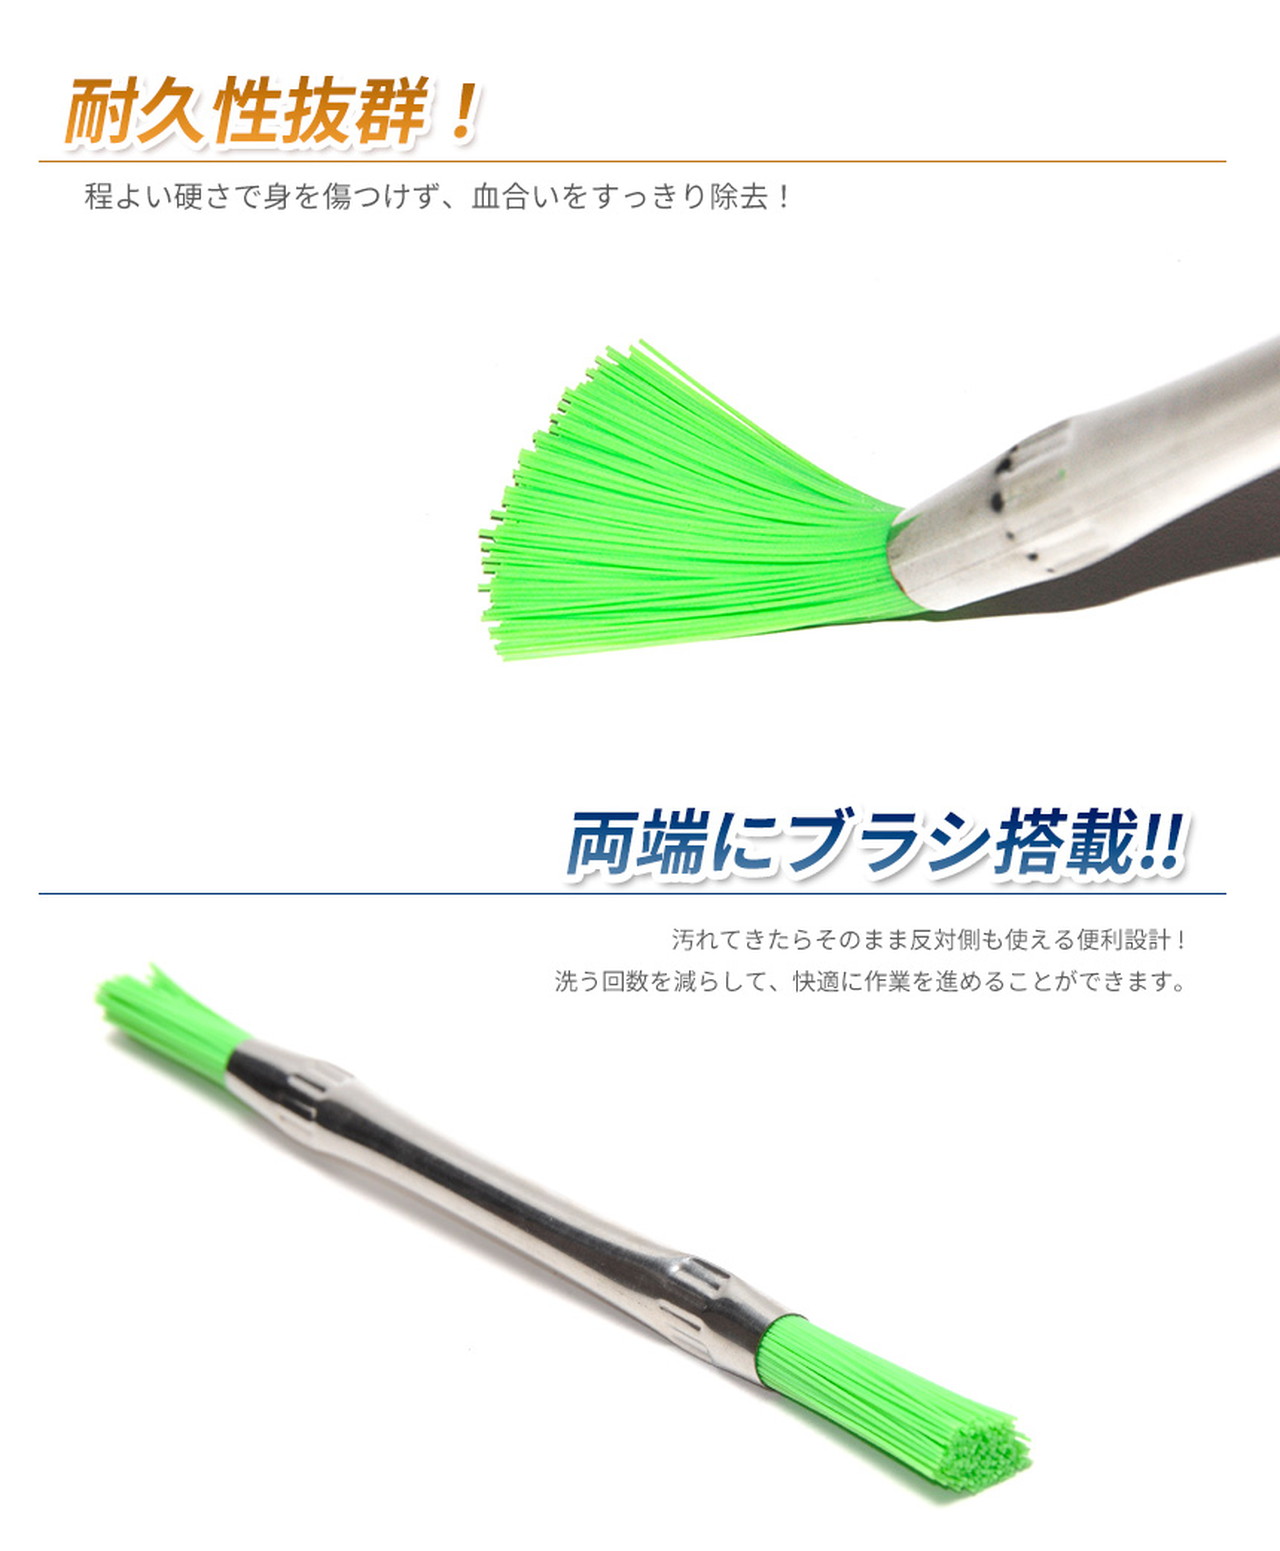 耐久性抜群！
程よい硬さで身を傷つけず、血合いをすっきり除去！
両端にブラシ搭載!!
汚れてきたらそのまま反対側も使える便利設計！
洗う回数を減らして、快適に作業を進めることができます。